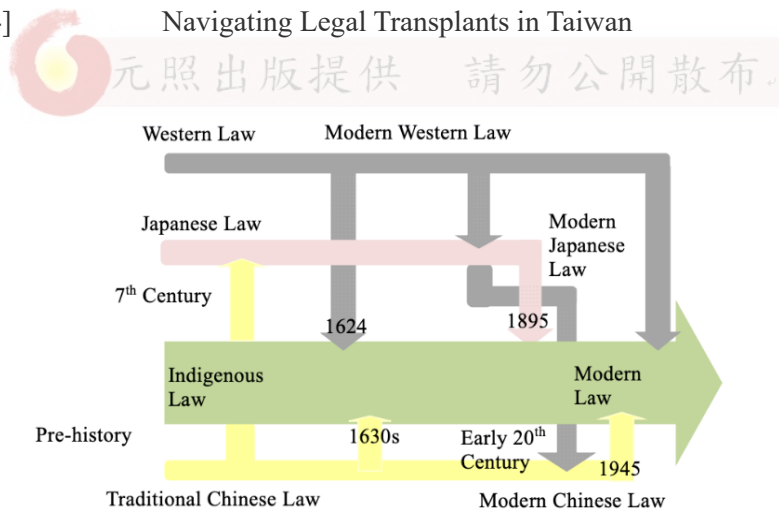 ]
Navigating Legal Transplants in Taiwan
元照出版提供 請勿公開散布。
Western Law
Modern Western Law
Japanese Law
Modern
Japanese
Law
7th Century
1624
1895
Indigenous
Law
Modern
Law
Pre-history
1630s
Early 20th
Century
1945
Traditional Chinese Law
Modern Chinese Law